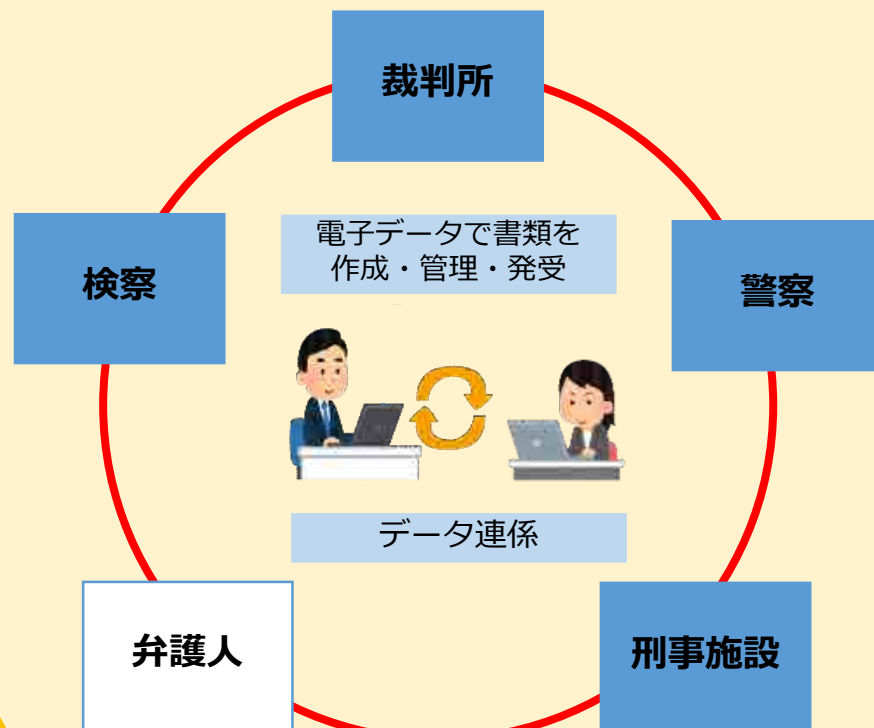 裁判所
電子データで書類を
作成・管理・発受
検察
警察
データ連係
弁護人
刑事施設